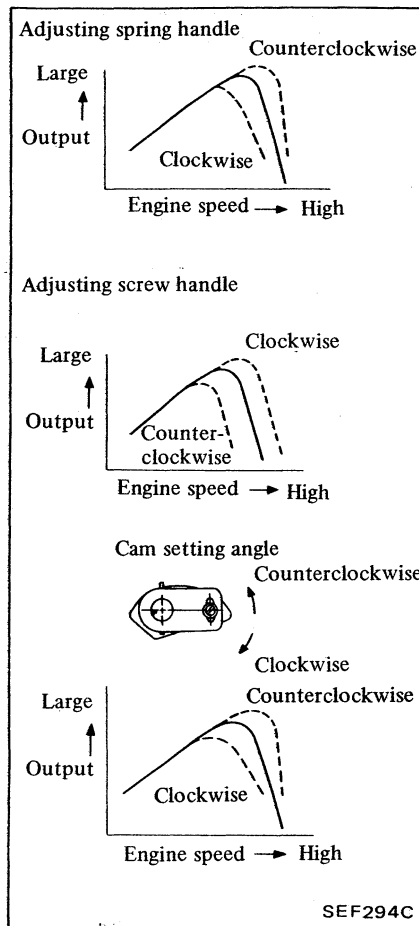 Adjusting spring handle
Counterclockwise
Large
Output
Clockwise
Engine speed → High
Adjusting screw handle
Clockwise
Large
Output
Counter-
clockwise
Engine speed → High
Cam setting angle
Counterclockwise
Clockwise
Large
Counterclockwise
Output
Clockwise
Engine speed → High
SEF294C